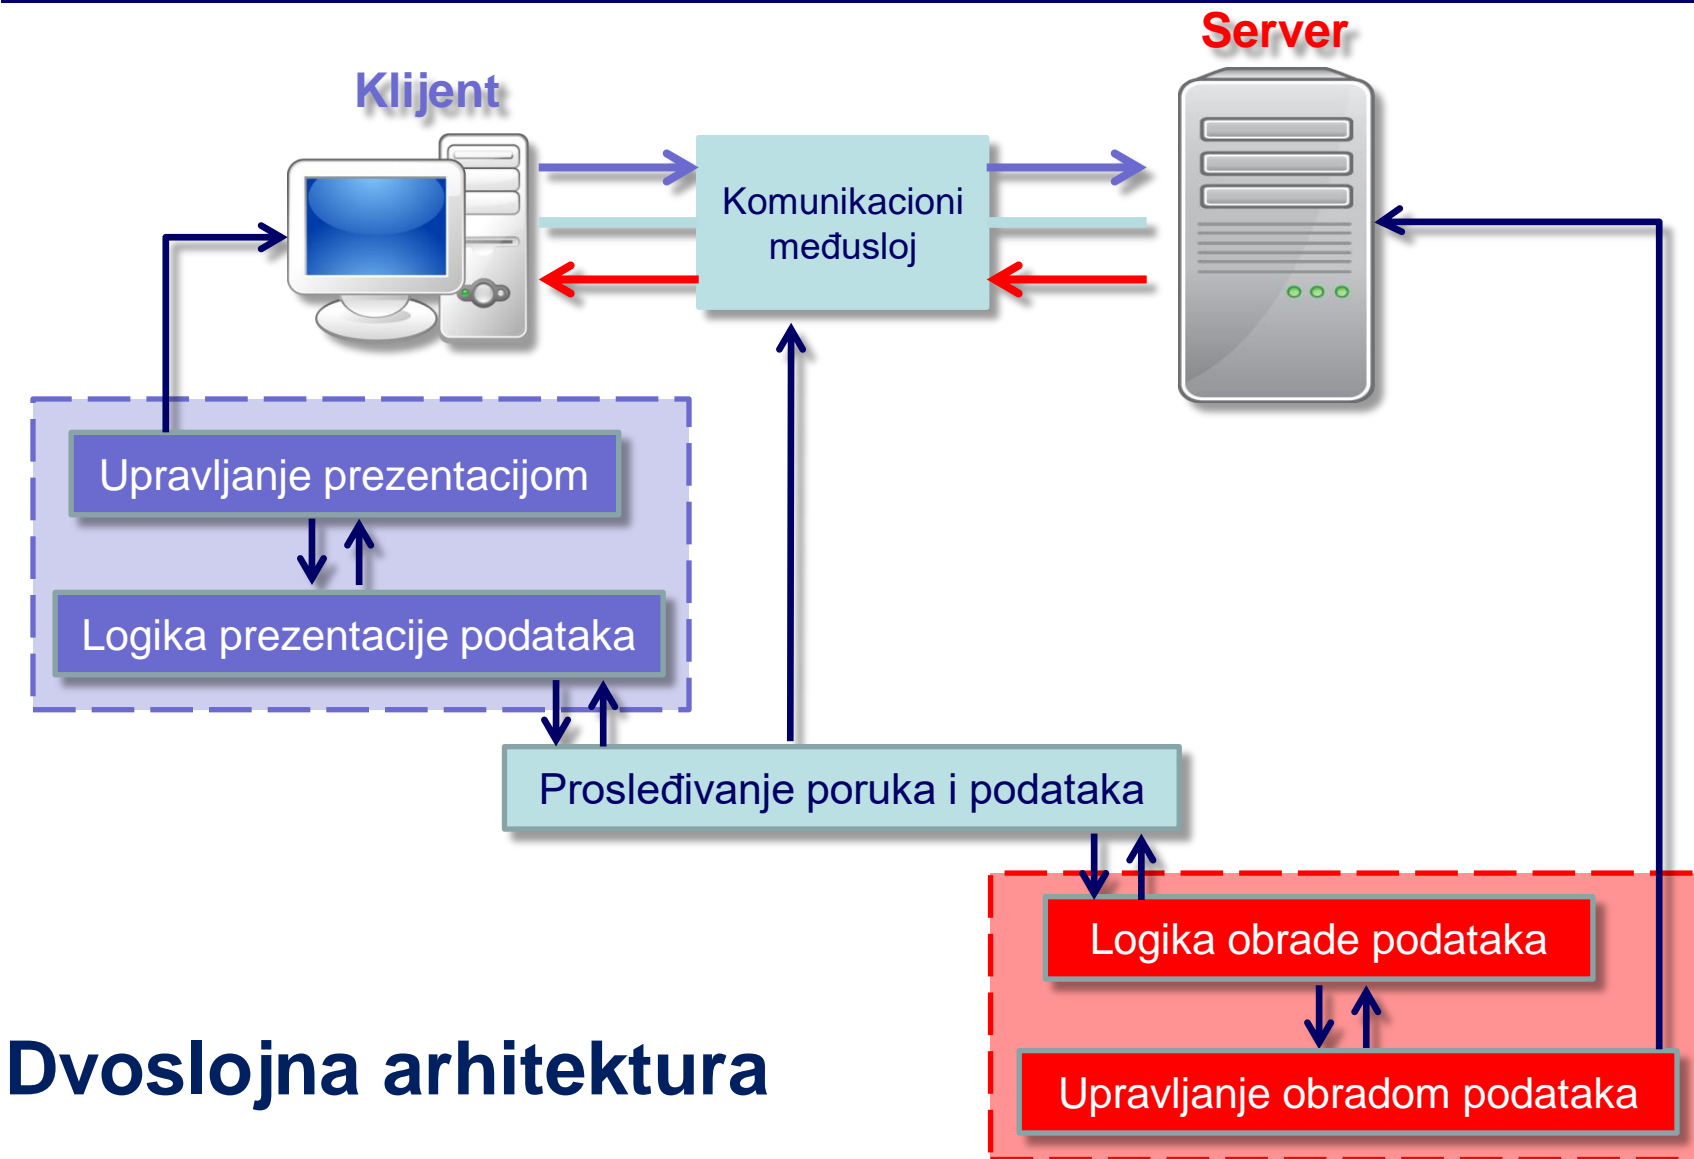 Server
Klijent
Komunikacioni
međusloj
Upravljanje prezentacijom
Logika prezentacije podataka
Prosleđivanje poruka i podataka
Logika obrade podataka
Upravljanje obradom podataka
Dvoslojna arhitektura